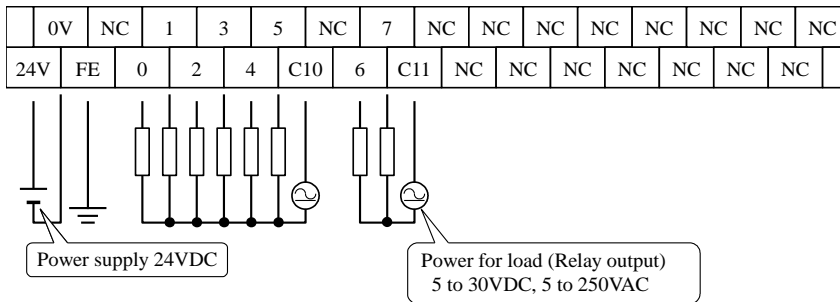 0V NC 1 3 5 NC 7 NC NC NC NC NC NC NC NC
24V FE 0 2 4 C10 6 C11 NC NC NC NC NC NC NC
Power supply 24VDC
Power for load (Relay output)
5 to 30VDC, 5 to 250VAC